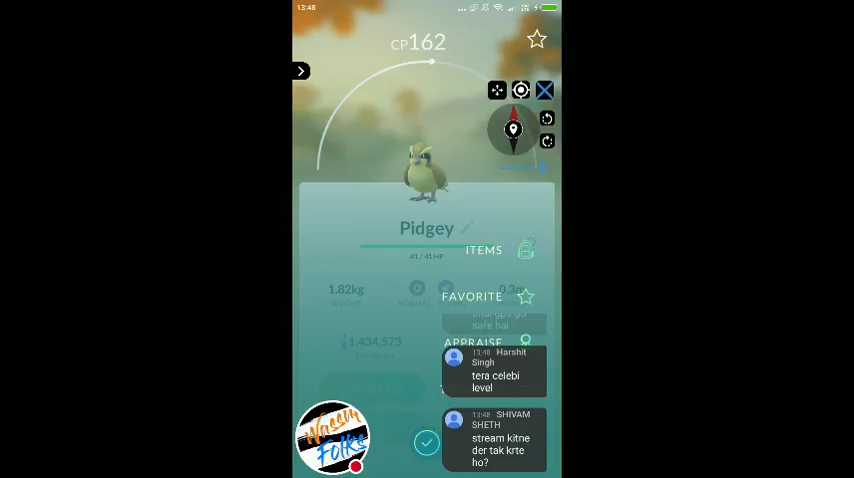 13:48
CP162
Pidgey
41 / 41 HP
ITEMS
1.82kg
WEIGHT
NORMAL
0.3m
FAVORITE
safe hai
1,434,573
APPRAISE
13:48 Harshit
Singh
tera celebi
level
13:48 SHIVAM
SHETH
stream kitne
der tak krte
ho?
Wassup
Folks